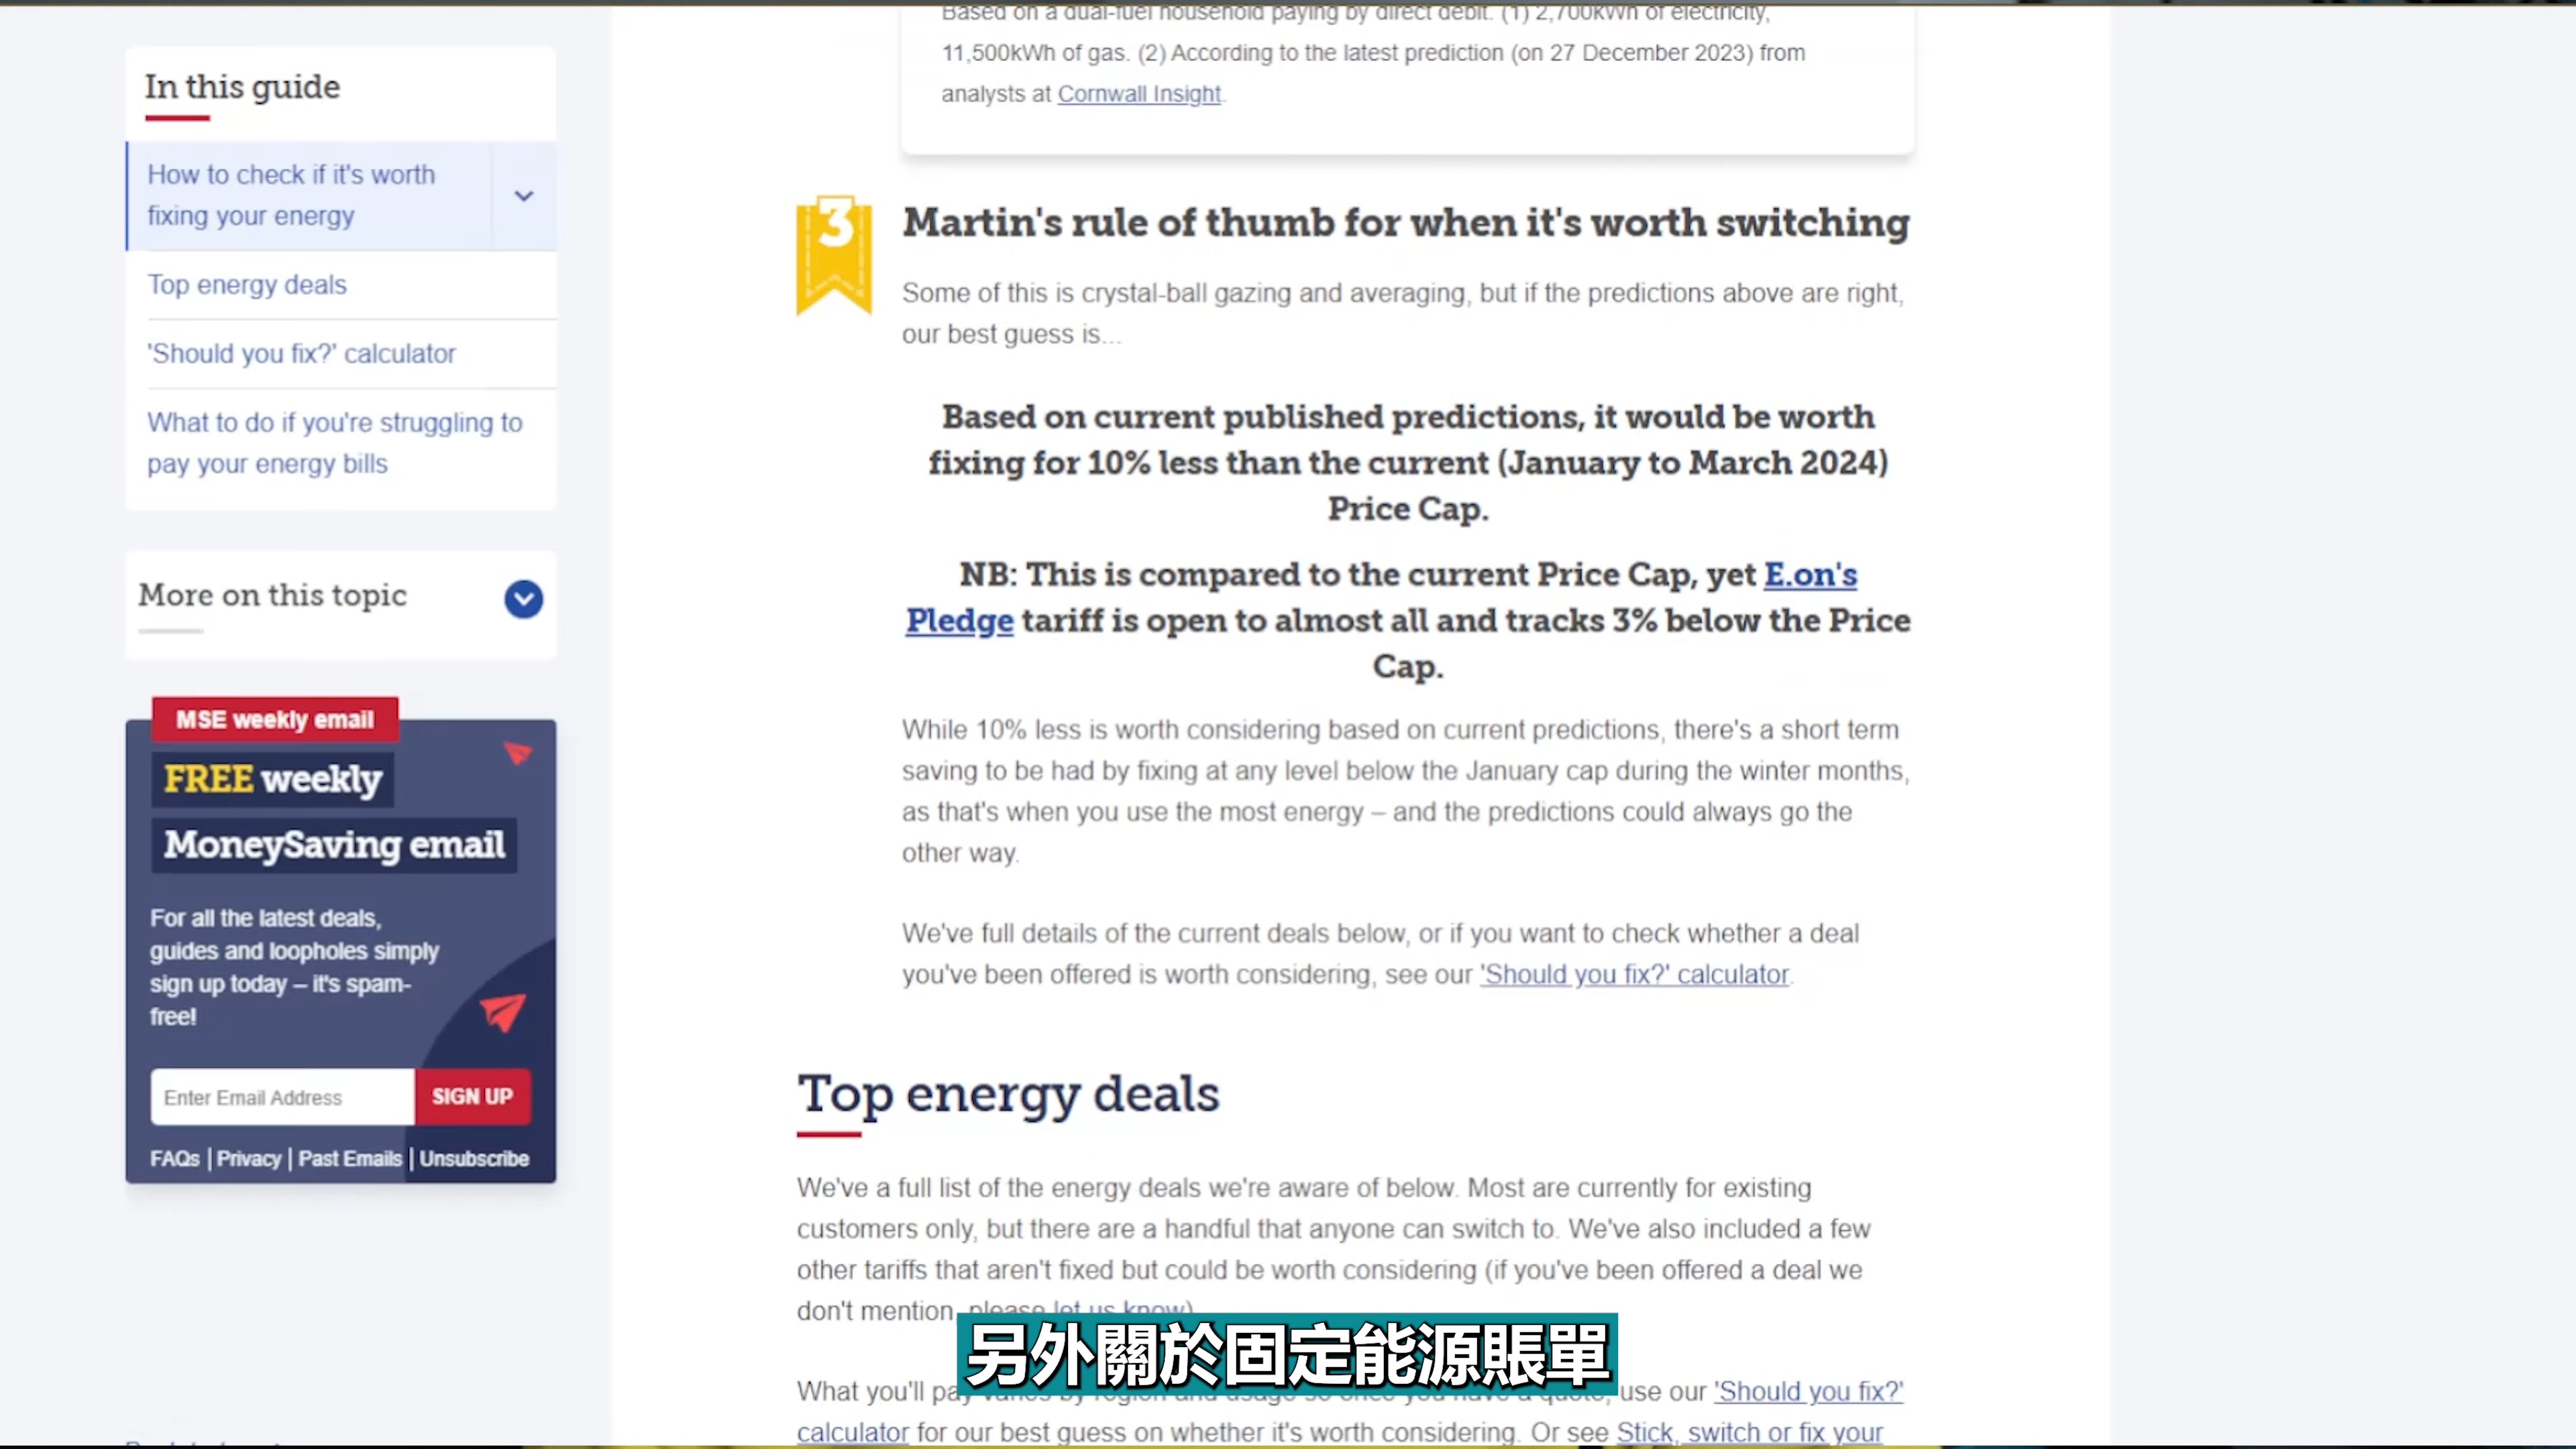 In this guide
How to check if it's worth
fixing your energy
Top energy deals
'Should you fix?' calculator
What to do if you're struggling to
pay your energy bills
More on this topic
MSE weekly email
FREE weekly
MoneySaving email
For all the latest deals,
guides and loopholes simply
sign up today – it's spam-
free!
Enter Email Address
SIGN UP
FAQs | Privacy | Past Emails | Unsubscribe
Based on a dual-fuel household paying by direct debit. (1) 2,700kWh of electricity,
11,500kWh of gas. (2) According to the latest prediction (on 27 December 2023) from
analysts at Cornwall Insight.
3
Martin's rule of thumb for when it's worth switching
Some of this is crystal-ball gazing and averaging, but if the predictions above are right,
our best guess is...
Based on current published predictions, it would be worth
fixing for 10% less than the current (January to March 2024)
Price Cap.
NB: This is compared to the current Price Cap, yet E.on's
Pledge tariff is open to almost all and tracks 3% below the Price
Cap.
While 10% less is worth considering based on current predictions, there's a short term
saving to be had by fixing at any level below the January cap during the winter months,
as that's when you use the most energy – and the predictions could always go the
other way.
We've full details of the current deals below, or if you want to check whether a deal
you've been offered is worth considering, see our 'Should you fix?' calculator.
Top energy deals
We've a full list of the energy deals we're aware of below. Most are currently for existing
customers only, but there are a handful that anyone can switch to. We've also included a few
other tariffs that aren't fixed but could be worth considering (if you've been offered a deal we
don't mention, please let us know).
另外關於固定能源賬單
What you'll pay varies by region and usage so once you have a quote, use our 'Should you fix?'
calculator for our best guess on whether it's worth considering. Or see Stick, switch or fix your